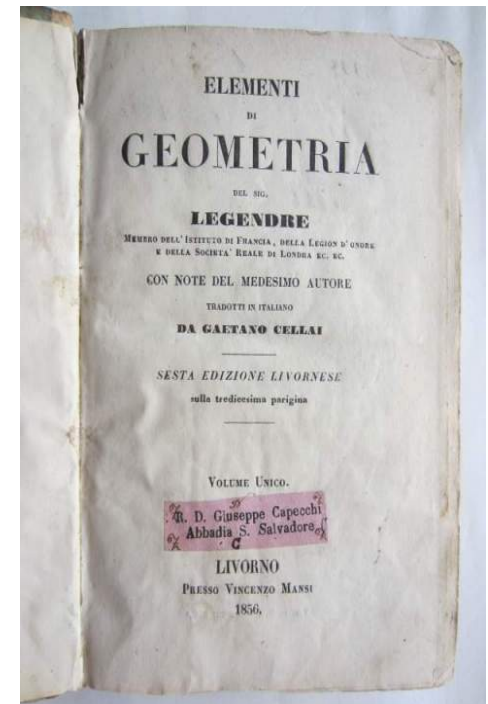 ELEMENTI
DI
GEOMETRIA
DEL SIG.
LEGENDRE
MEMBRO DELL'ISTITUTO DI FRANCIA, DELLA LEGION D'ONORE
E DELLA SOCIETA' REALE DI LONDRA EC. EC.
CON NOTE DEL MEDESIMO AUTORE
TRADOTTI IN ITALIANO
DA GAETANO CELLAI
SESTA EDIZIONE LIVORNESE
sulla tredicesima parigina
VOLUME UNICO.
R. D. Giuseppe Capecchi
Abbadia S. Salvadore
LIVORNO
PRESSO VINCENZO MANSI
1856.